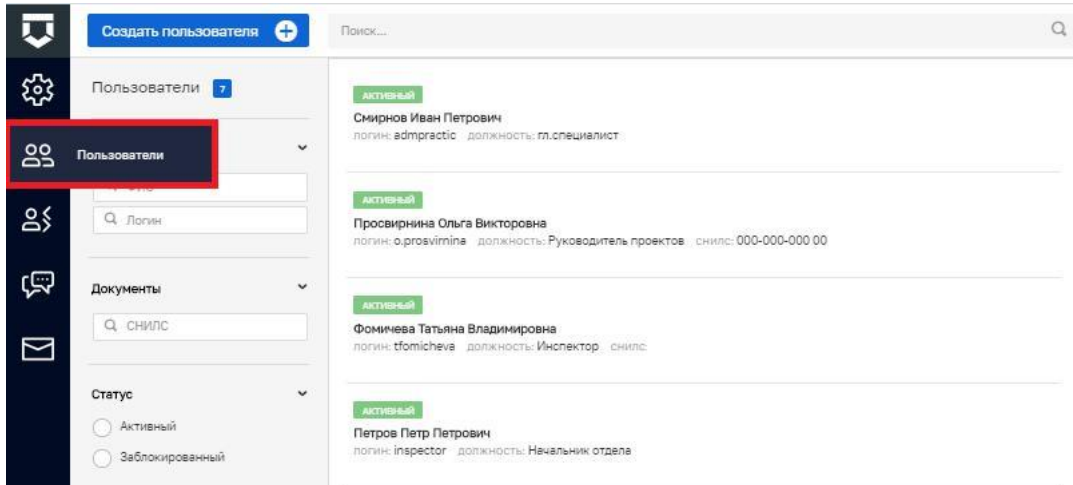 Создать пользователя
Поиск...
Пользователи 7
Пользователи
Логин
Документы
СНИЛС
Статус
Активный
Заблокированный
АКТИВНЫЙ
Смирнов Иван Петрович
логин: admpractic должность: гл.специалист
АКТИВНЫЙ
Просвирнина Ольга Викторовна
логин: o.prosvirnina должность: Руководитель проектов снилс: 000-000-000 00
АКТИВНЫЙ
Фомичева Татьяна Владимировна
логин: tfomicheva должность: Инспектор снилс:
АКТИВНЫЙ
Петров Петр Петрович
логин: inspector должность: Начальник отдела